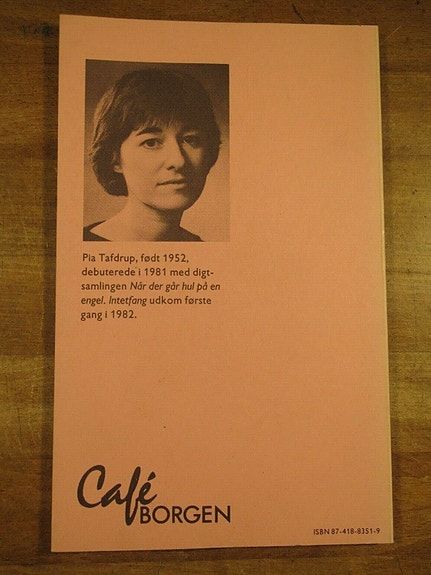 Pia Tafdrup, født 1952,
debuterede i 1981 med digt-
samlingen Når der går hul på en
engel. Intetfang udkom første
gang i 1982.
Café
BORGEN
ISBN 87-418-8351-9